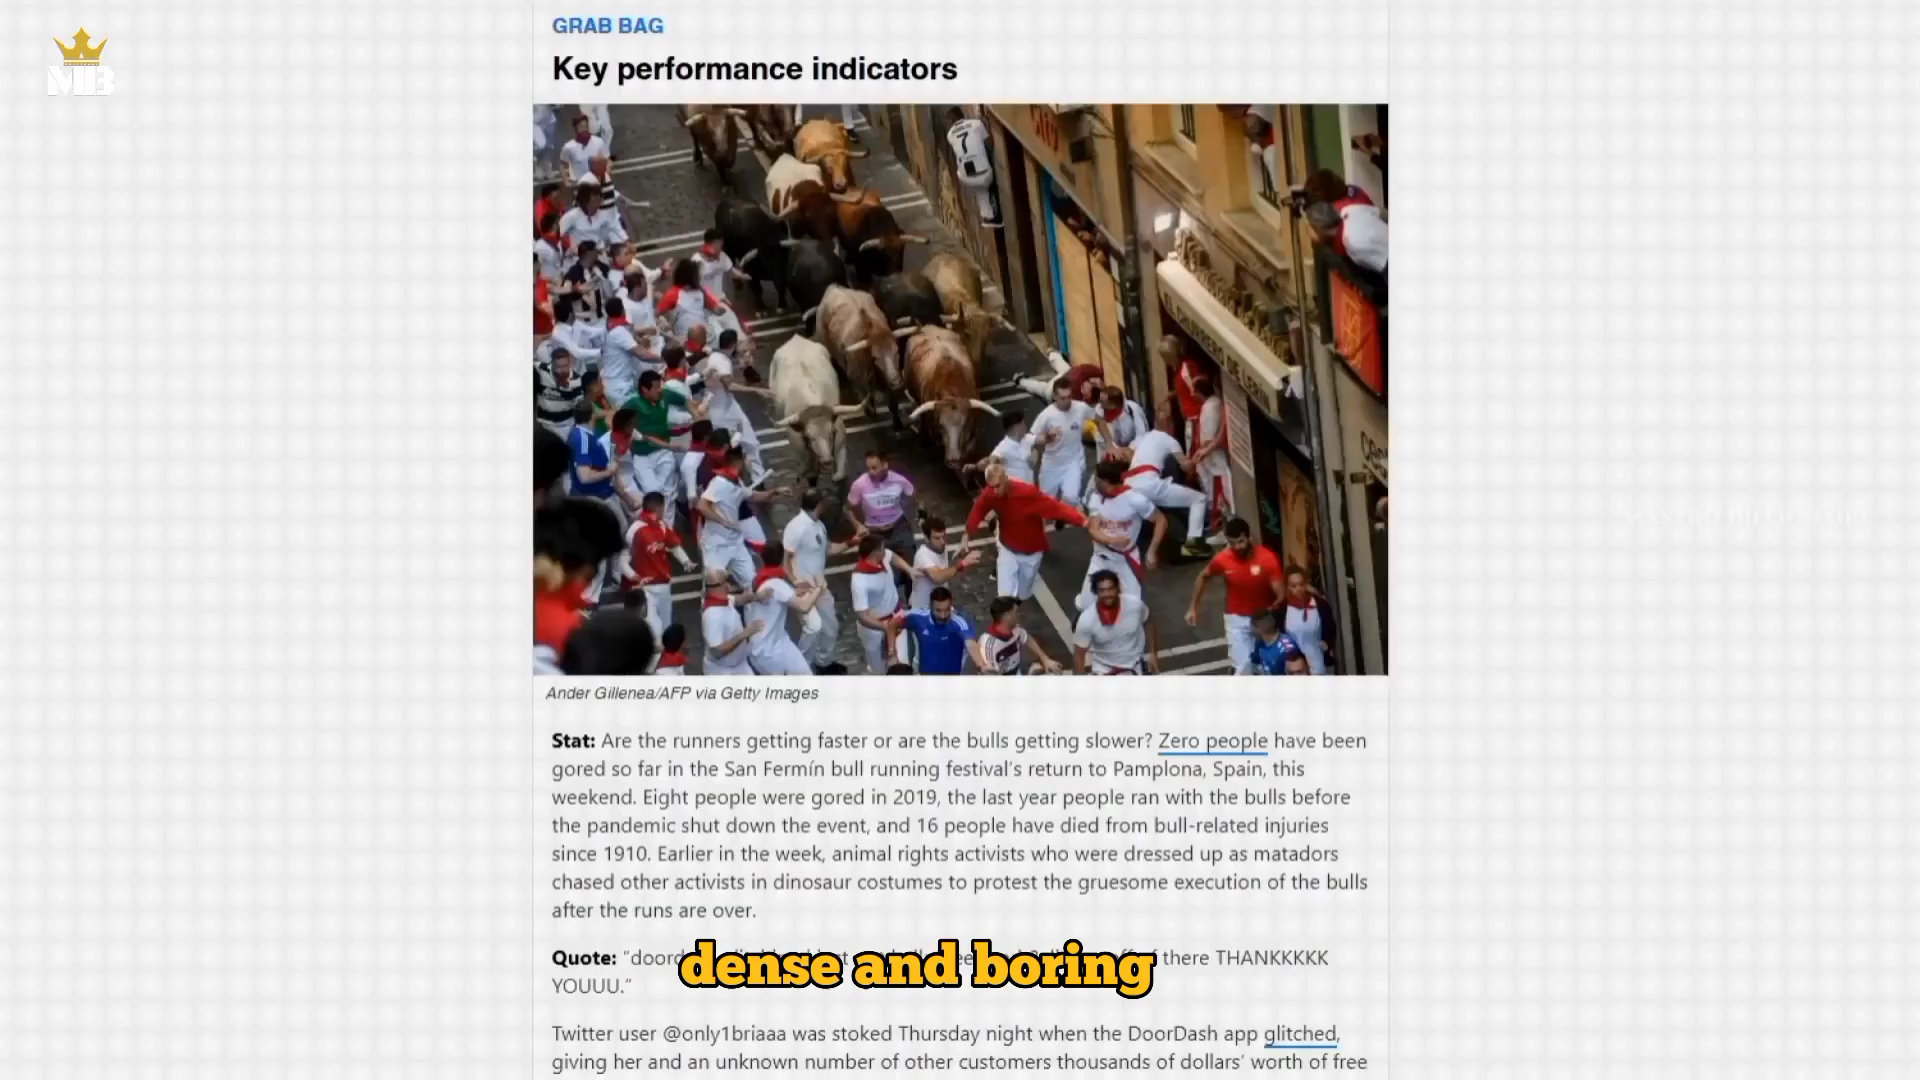 GRAB BAG
MB
Key performance indicators
7
City
Ander Gillenea/AFP via Getty Images
Stat: Are the runners getting faster or are the bulls getting slower? Zero people have been
gored so far in the San Fermín bull running festival's return to Pamplona, Spain, this
weekend. Eight people were gored in 2019, the last year people ran with the bulls before
the pandemic shut down the event, and 16 people have died from bull-related injuries
since 1910. Earlier in the week, animal rights activists who were dressed up as matadors
chased other activists in dinosaur costumes to protest the gruesome execution of the bulls
after the runs are over.
Quote: "doord there THANKKKKK
dense and boring
YOUUU."
Twitter user @only1briaaa was stoked Thursday night when the DoorDash app glitched,
giving her and an unknown number of other customers thousands of dollars' worth of free